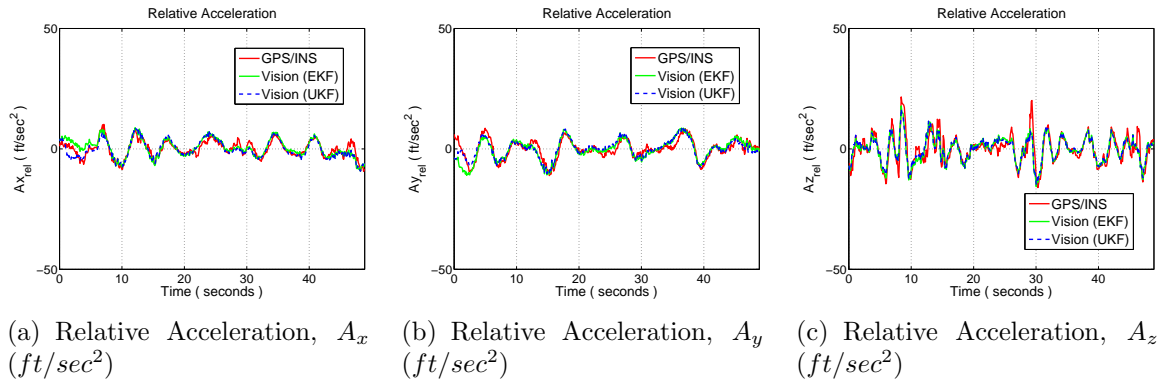 Relative Acceleration
50
0
−50
0 10 20 30 40
Ax_rel ( ft/sec^2 )
Time ( seconds )
GPS/INS
Vision (EKF)
Vision (UKF)
(a) Relative Acceleration, A_x
(ft/sec^2)
Relative Acceleration
50
0
−50
0 10 20 30 40
Ay_rel ( ft/sec^2 )
Time ( seconds )
GPS/INS
Vision (EKF)
Vision (UKF)
(b) Relative Acceleration, A_y
(ft/sec^2)
Relative Acceleration
50
0
−50
0 10 20 30 40
Az_rel ( ft/sec^2 )
Time ( seconds )
GPS/INS
Vision (EKF)
Vision (UKF)
(c) Relative Acceleration, A_z
(ft/sec^2)